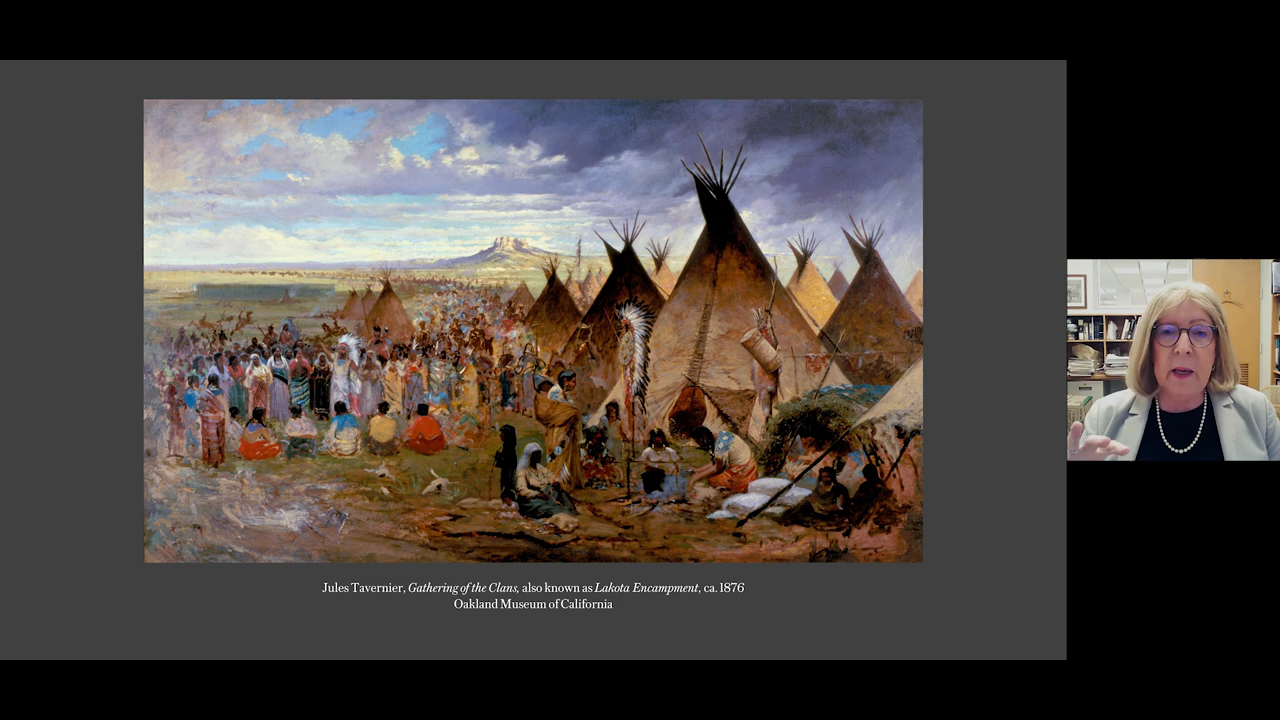 Jules Tavernier, Gathering of the Clans, also known as Lakota Encampment, ca. 1876
Oakland Museum of California